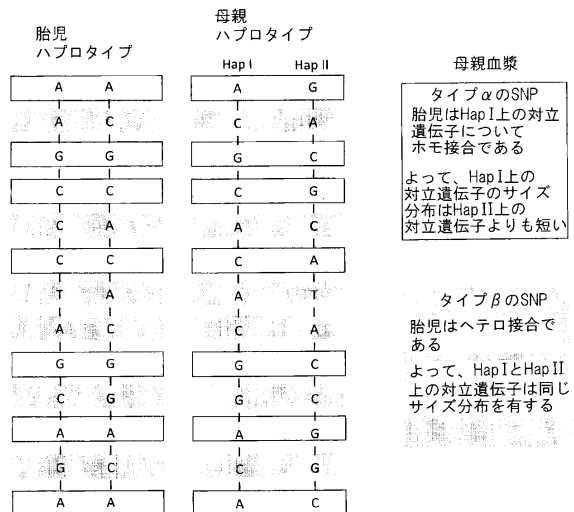 胎児
ハプロタイプ
母親
ハプロタイプ
Hap I Hap II
母親血漿
A A A G
A C C A
G G G C
C C C G
C A A C
C C C A
T A A T
A C C A
G G G C
C G G C
A A A G
G C C G
A A A C
タイプαのSNP
胎児はHap I上の対立
遺伝子について
ホモ接合である
よって、Hap I上の
対立遺伝子のサイズ
分布はHap II上の
対立遺伝子よりも短い
タイプβのSNP
胎児はヘテロ接合で
ある
よって、Hap IとHap II
上の対立遺伝子は同じ
サイズ分布を有する